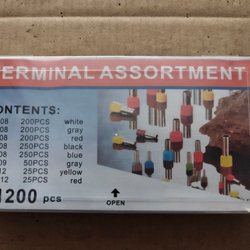 ERMINAL ASSORTMENT
ONTENTS:
08 200PCS white
08 200PCS gray
08 200PCS red
08 250PCS black
08 250PCS blue
09 50PCS gray
12 25PCS yellow
12 25PCS red
1200 pcs
OPEN